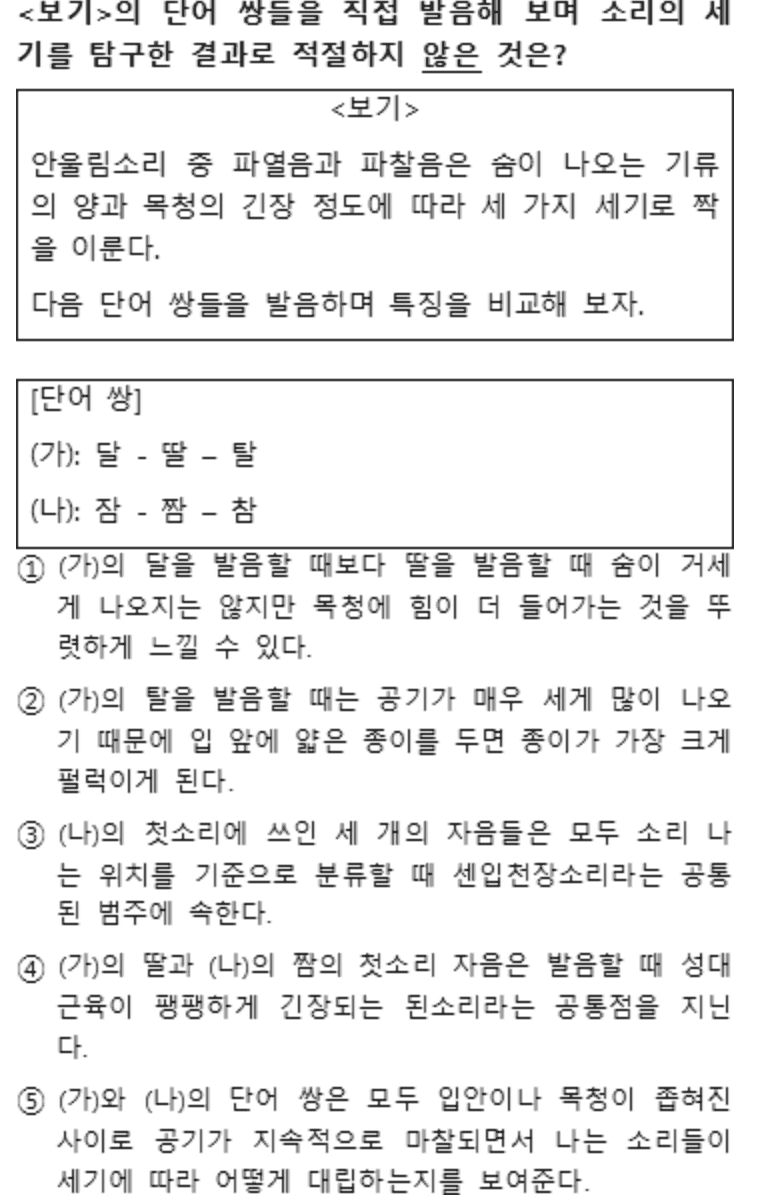 <보기>의 단어 쌍들을 직접 발음해 보며 소리의 세
기를 탐구한 결과로 적절하지 않은 것은?
<보기>
안울림소리 중 파열음과 파찰음은 숨이 나오는 기류
의 양과 목청의 긴장 정도에 따라 세 가지 세기로 짝
을 이룬다.
다음 단어 쌍들을 발음하며 특징을 비교해 보자.
[단어 쌍]
(가): 달 - 딸 – 탈
(나): 잠 - 짬 – 참
① (가)의 달을 발음할 때보다 딸을 발음할 때 숨이 거세
게 나오지는 않지만 목청에 힘이 더 들어가는 것을 뚜
렷하게 느낄 수 있다.
② (가)의 탈을 발음할 때는 공기가 매우 세게 많이 나오
기 때문에 입 앞에 얇은 종이를 두면 종이가 가장 크게
펄럭이게 된다.
③ (나)의 첫소리에 쓰인 세 개의 자음들은 모두 소리 나
는 위치를 기준으로 분류할 때 센입천장소리라는 공통
된 범주에 속한다.
④ (가)의 딸과 (나)의 짬의 첫소리 자음은 발음할 때 성대
근육이 팽팽하게 긴장되는 된소리라는 공통점을 지닌
다.
⑤ (가)와 (나)의 단어 쌍은 모두 입안이나 목청이 좁혀진
사이로 공기가 지속적으로 마찰되면서 나는 소리들이
세기에 따라 어떻게 대립하는지를 보여준다.